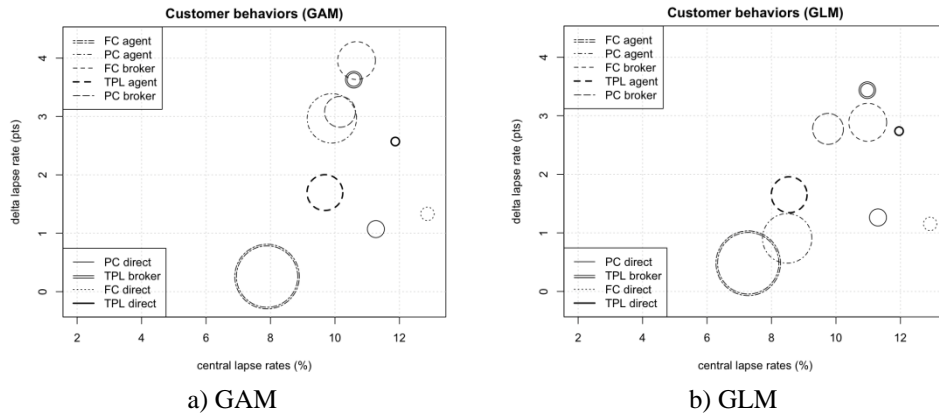 Customer behaviors (GAM)
FC agent
PC agent
FC broker
TPL agent
PC broker
PC direct
TPL broker
FC direct
TPL direct
delta lapse rate (pts)
4
3
2
1
0
2 4 6 8 10 12
central lapse rates (%)
a) GAM
Customer behaviors (GLM)
FC agent
PC agent
FC broker
TPL agent
PC broker
PC direct
TPL broker
FC direct
TPL direct
delta lapse rate (pts)
4
3
2
1
0
2 4 6 8 10 12
central lapse rates (%)
b) GLM